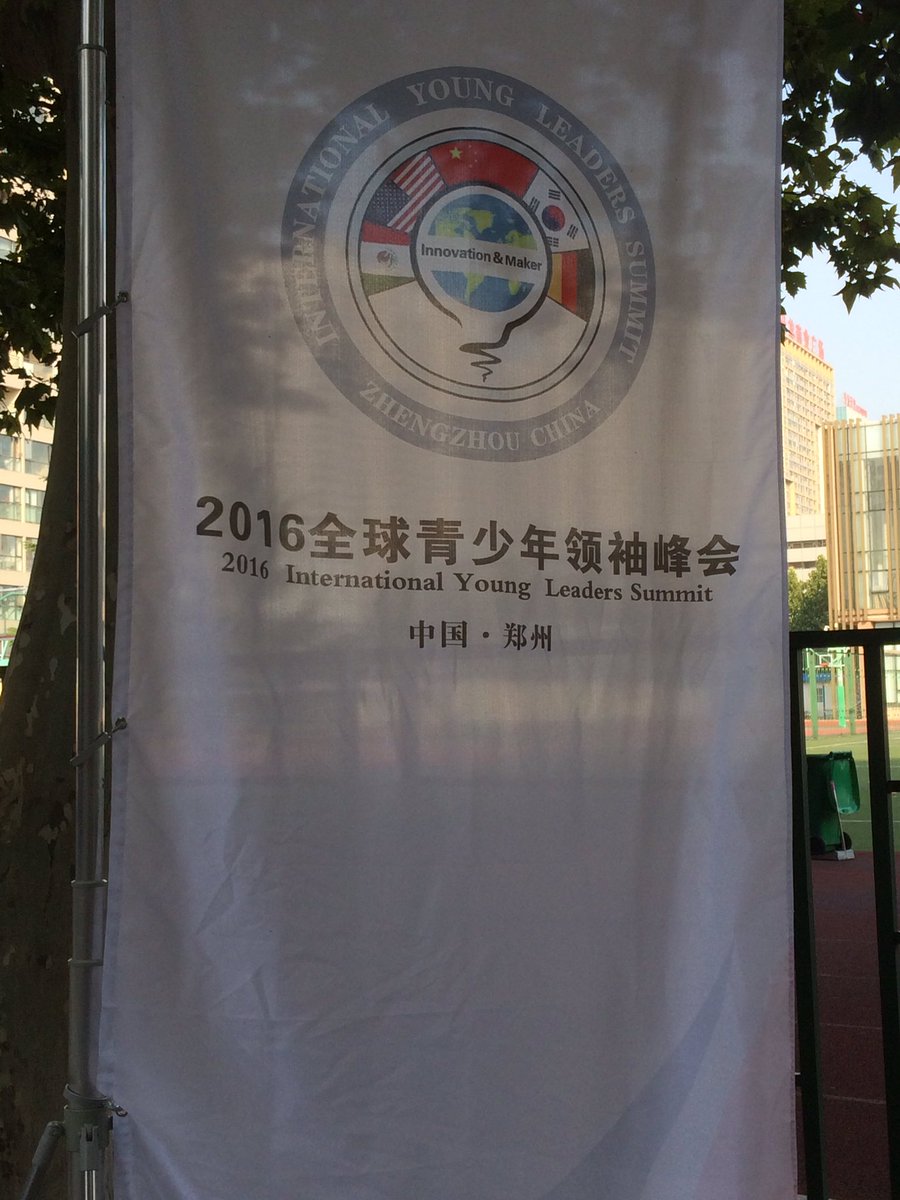 INTERNATIONAL YOUNG LEADERS SUMMIT
Innovation & Maker
ZHENGZHOU CHINA
2016全球青少年领袖峰会
2016 International Young Leaders Summit
中国·郑州